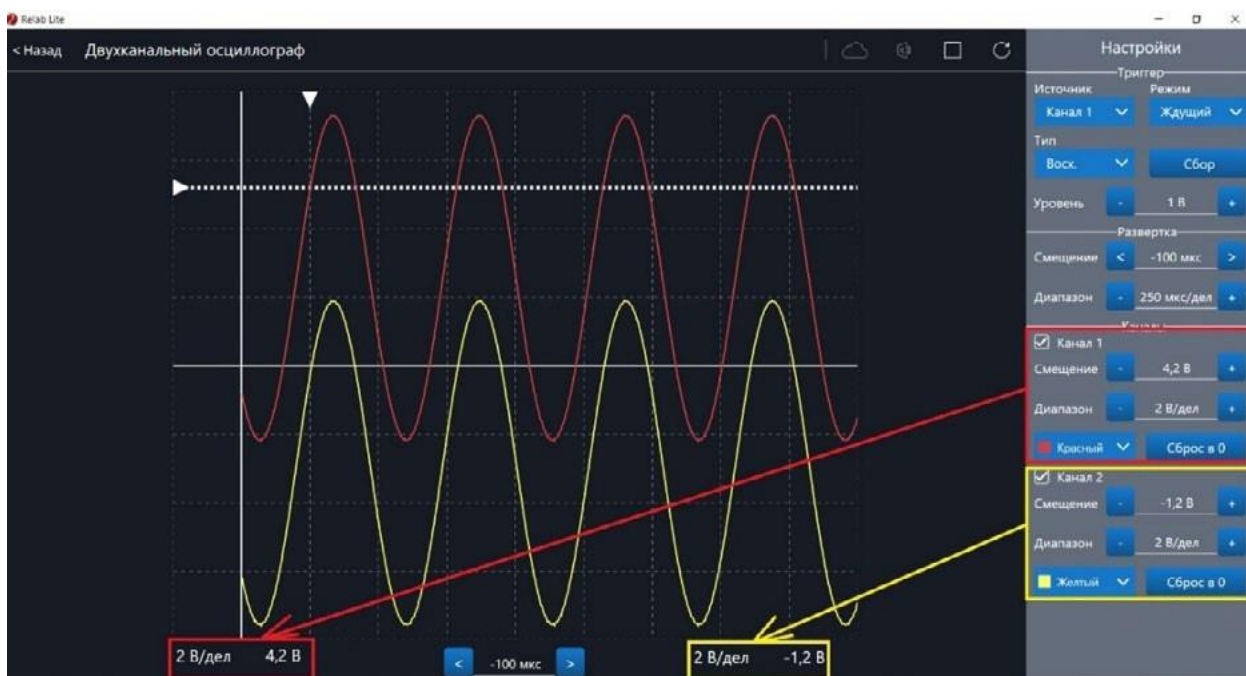 Relab Lite
< Назад Двухканальный осциллограф
Настройки
Триггер
Источник Режим
Канал 1 Ждущий
Тип
Восх. Сбор
Уровень - 1 В +
Развертка
Смещение < -100 мкс >
Диапазон - 250 мкс/дел +
Каналы
Канал 1
Смещение - 4,2 В +
Диапазон - 2 В/дел +
Красный Сброс в 0
Канал 2
Смещение - -1,2 В +
Диапазон - 2 В/дел +
Желтый Сброс в 0
2 В/дел 4,2 В < -100 мкс > 2 В/дел -1,2 В